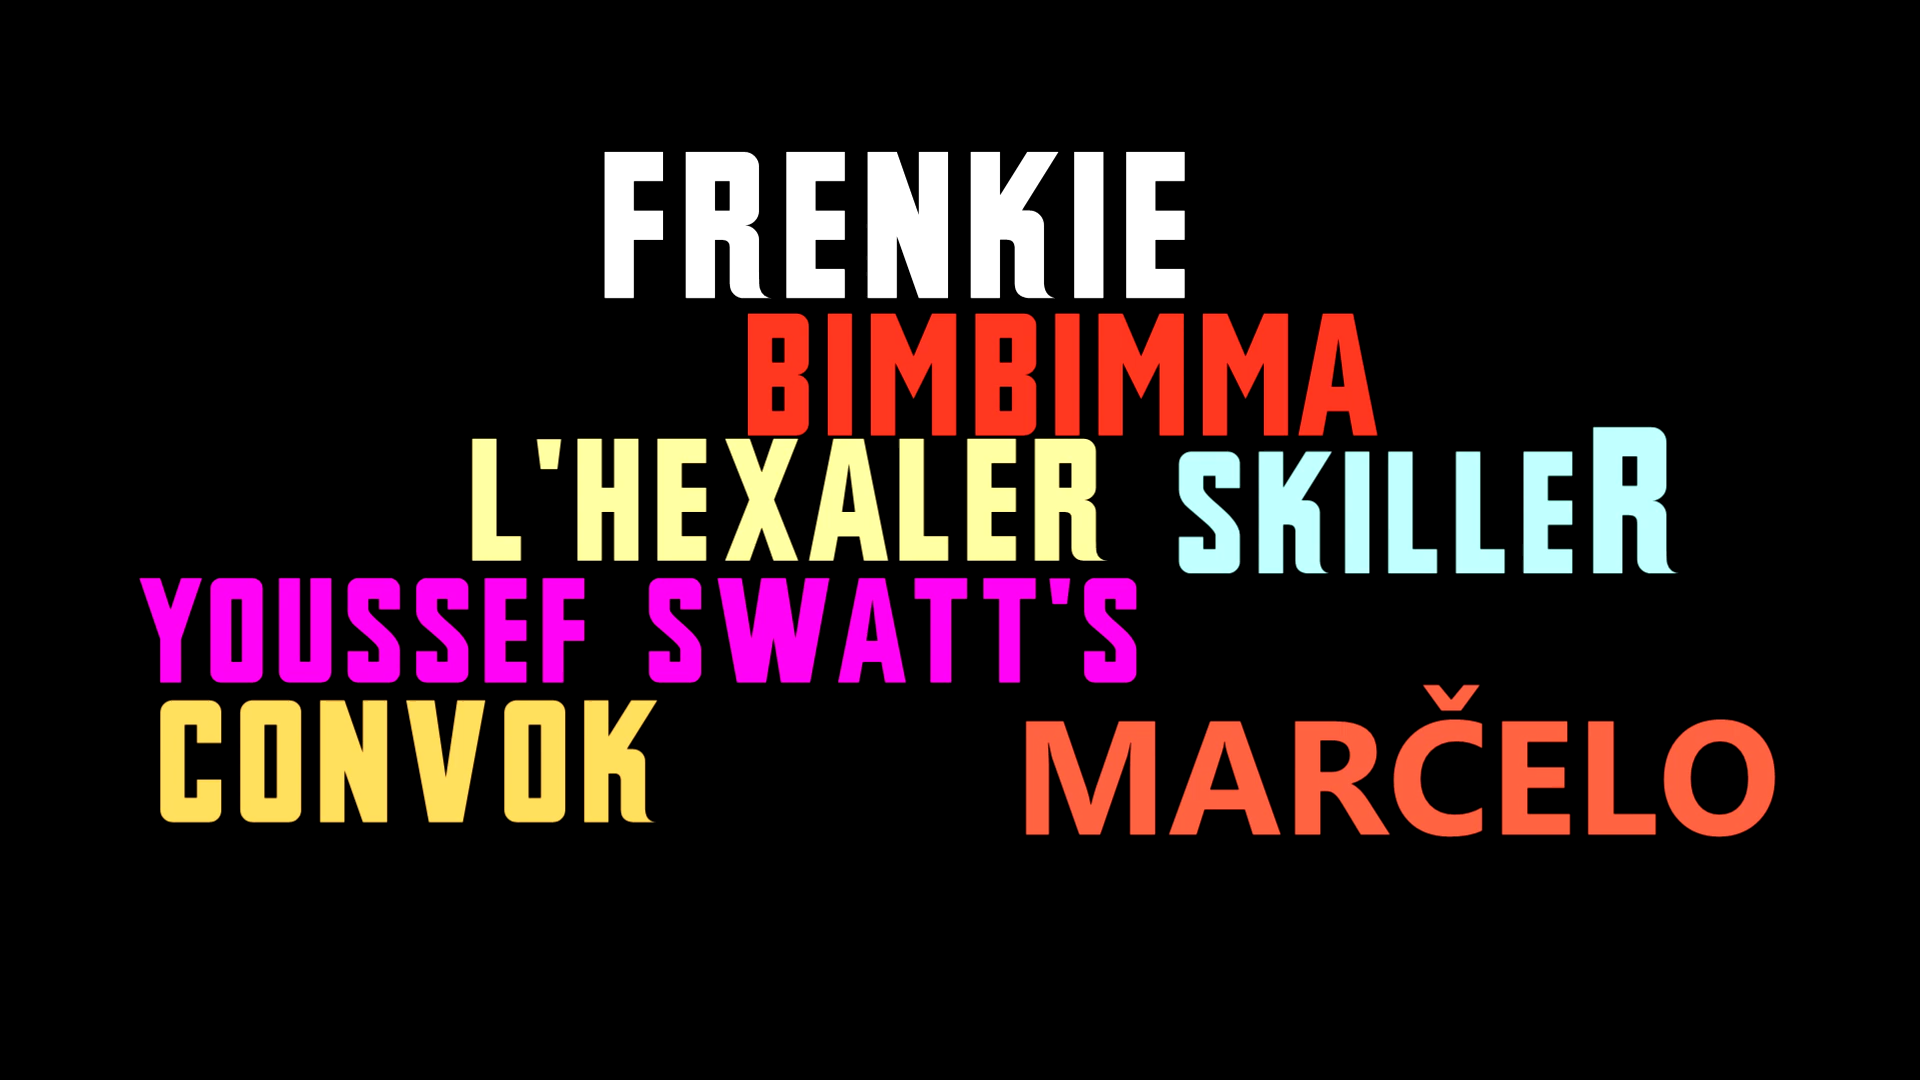 FRENKIE
BIMBIMMA
L'HEXALER
SKILLER
YOUSSEF SWATT'S
CONVOK
MARČELO